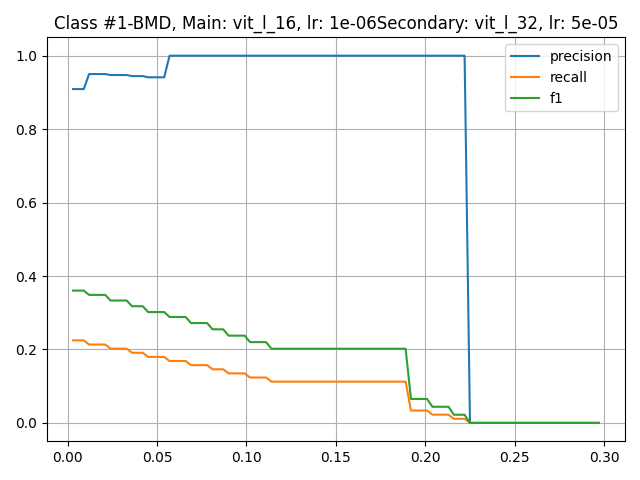 Class #1-BMD, Main: vit_l_16, lr: 1e-06Secondary: vit_l_32, lr: 5e-05
precision
recall
f1
1.0
0.8
0.6
0.4
0.2
0.0
0.00 0.05 0.10 0.15 0.20 0.25 0.30